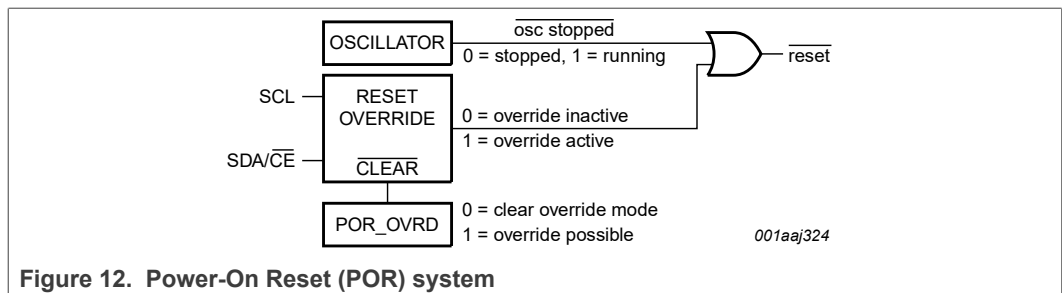 OSCILLATOR
osc stopped
0 = stopped, 1 = running
reset
SCL
RESET
OVERRIDE
0 = override inactive
1 = override active
SDA/CE
CLEAR
POR_OVRD
0 = clear override mode
1 = override possible
001aaj324
Figure 12. Power-On Reset (POR) system